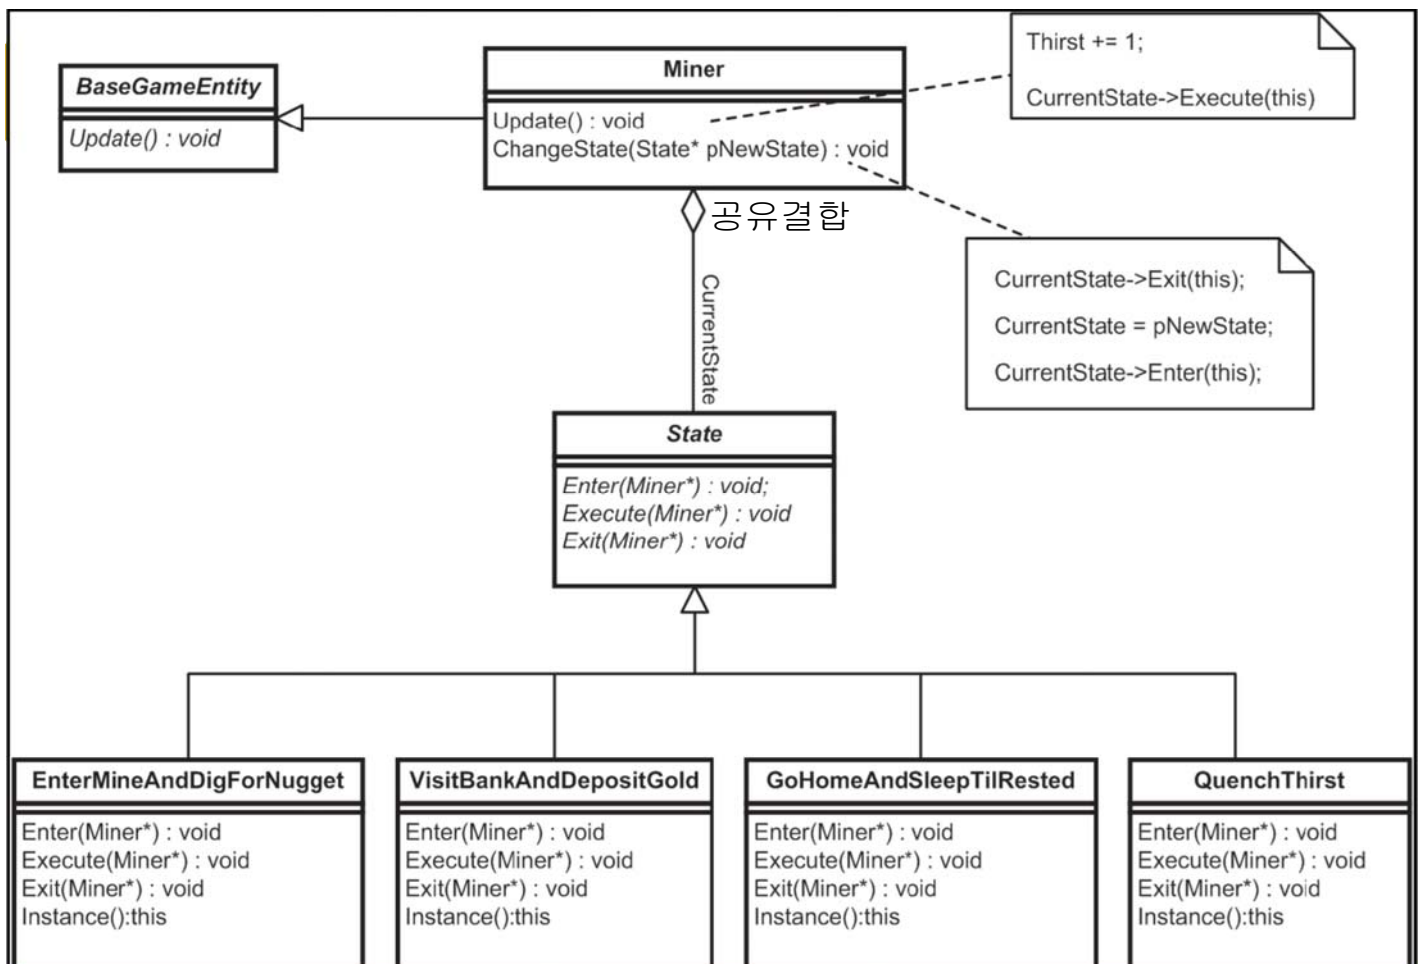 BaseGameEntity
Update() : void
Miner
Update() : void
ChangeState(State* pNewState) : void
Thirst += 1;
CurrentState->Execute(this)
공유결합
CurrentState->Exit(this);
CurrentState = pNewState;
CurrentState->Enter(this);
CurrentState
State
Enter(Miner*) : void;
Execute(Miner*) : void
Exit(Miner*) : void
EnterMineAndDigForNugget
Enter(Miner*) : void
Execute(Miner*) : void
Exit(Miner*) : void
Instance():this
VisitBankAndDepositGold
Enter(Miner*) : void
Execute(Miner*) : void
Exit(Miner*) : void
Instance():this
GoHomeAndSleepTilRested
Enter(Miner*) : void
Execute(Miner*) : void
Exit(Miner*) : void
Instance():this
QuenchThirst
Enter(Miner*) : void
Execute(Miner*) : void
Exit(Miner*) : void
Instance():this